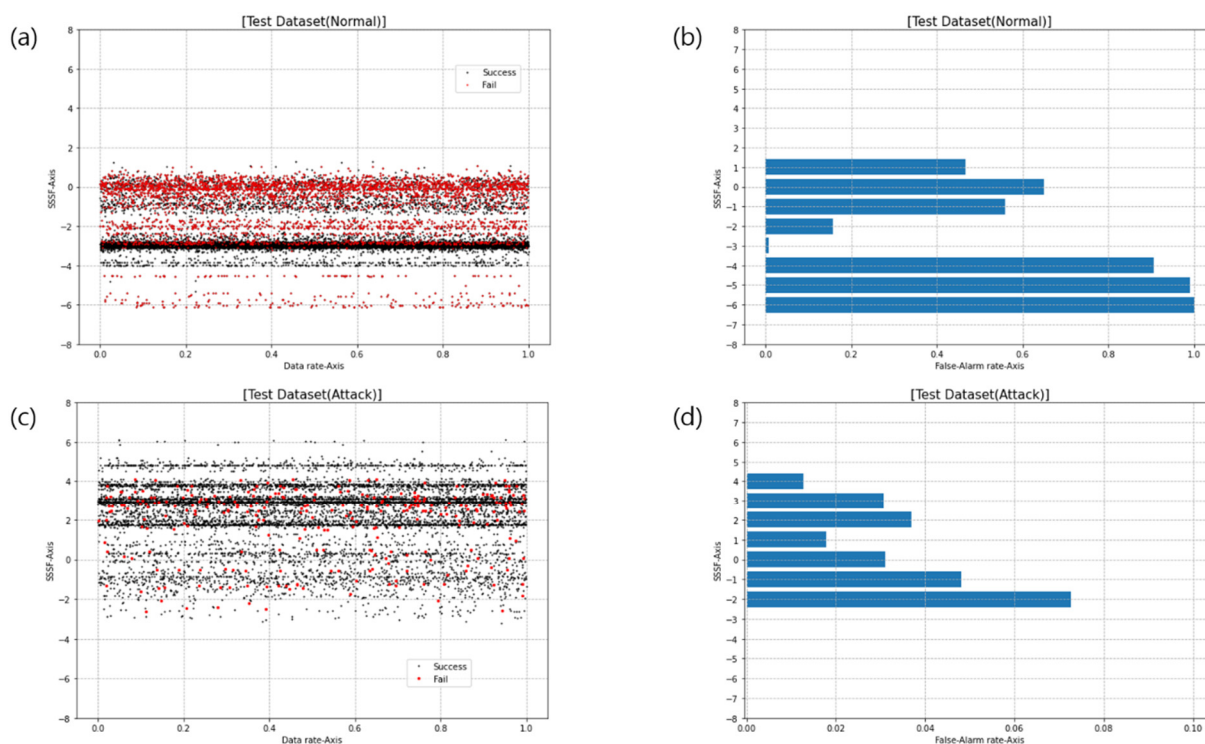 (a)
[Test Dataset(Normal)]
8
6
4
2
0
−2
−4
−6
−8
SSSF-Axis
Success
Fail
0.0 0.2 0.4 0.6 0.8 1.0
Data rate-Axis
(b)
[Test Dataset(Normal)]
8
7
6
5
4
3
2
1
0
−1
−2
−3
−4
−5
−6
−7
−8
SSSF-Axis
0.0 0.2 0.4 0.6 0.8 1.0
False-Alarm rate-Axis
(c)
[Test Dataset(Attack)]
8
6
4
2
0
−2
−4
−6
−8
SSSF-Axis
Success
Fail
0.0 0.2 0.4 0.6 0.8 1.0
Data rate-Axis
(d)
[Test Dataset(Attack)]
8
7
6
5
4
3
2
1
0
−1
−2
−3
−4
−5
−6
−7
−8
SSSF-Axis
0.00 0.02 0.04 0.06 0.08 0.10
False-Alarm rate-Axis